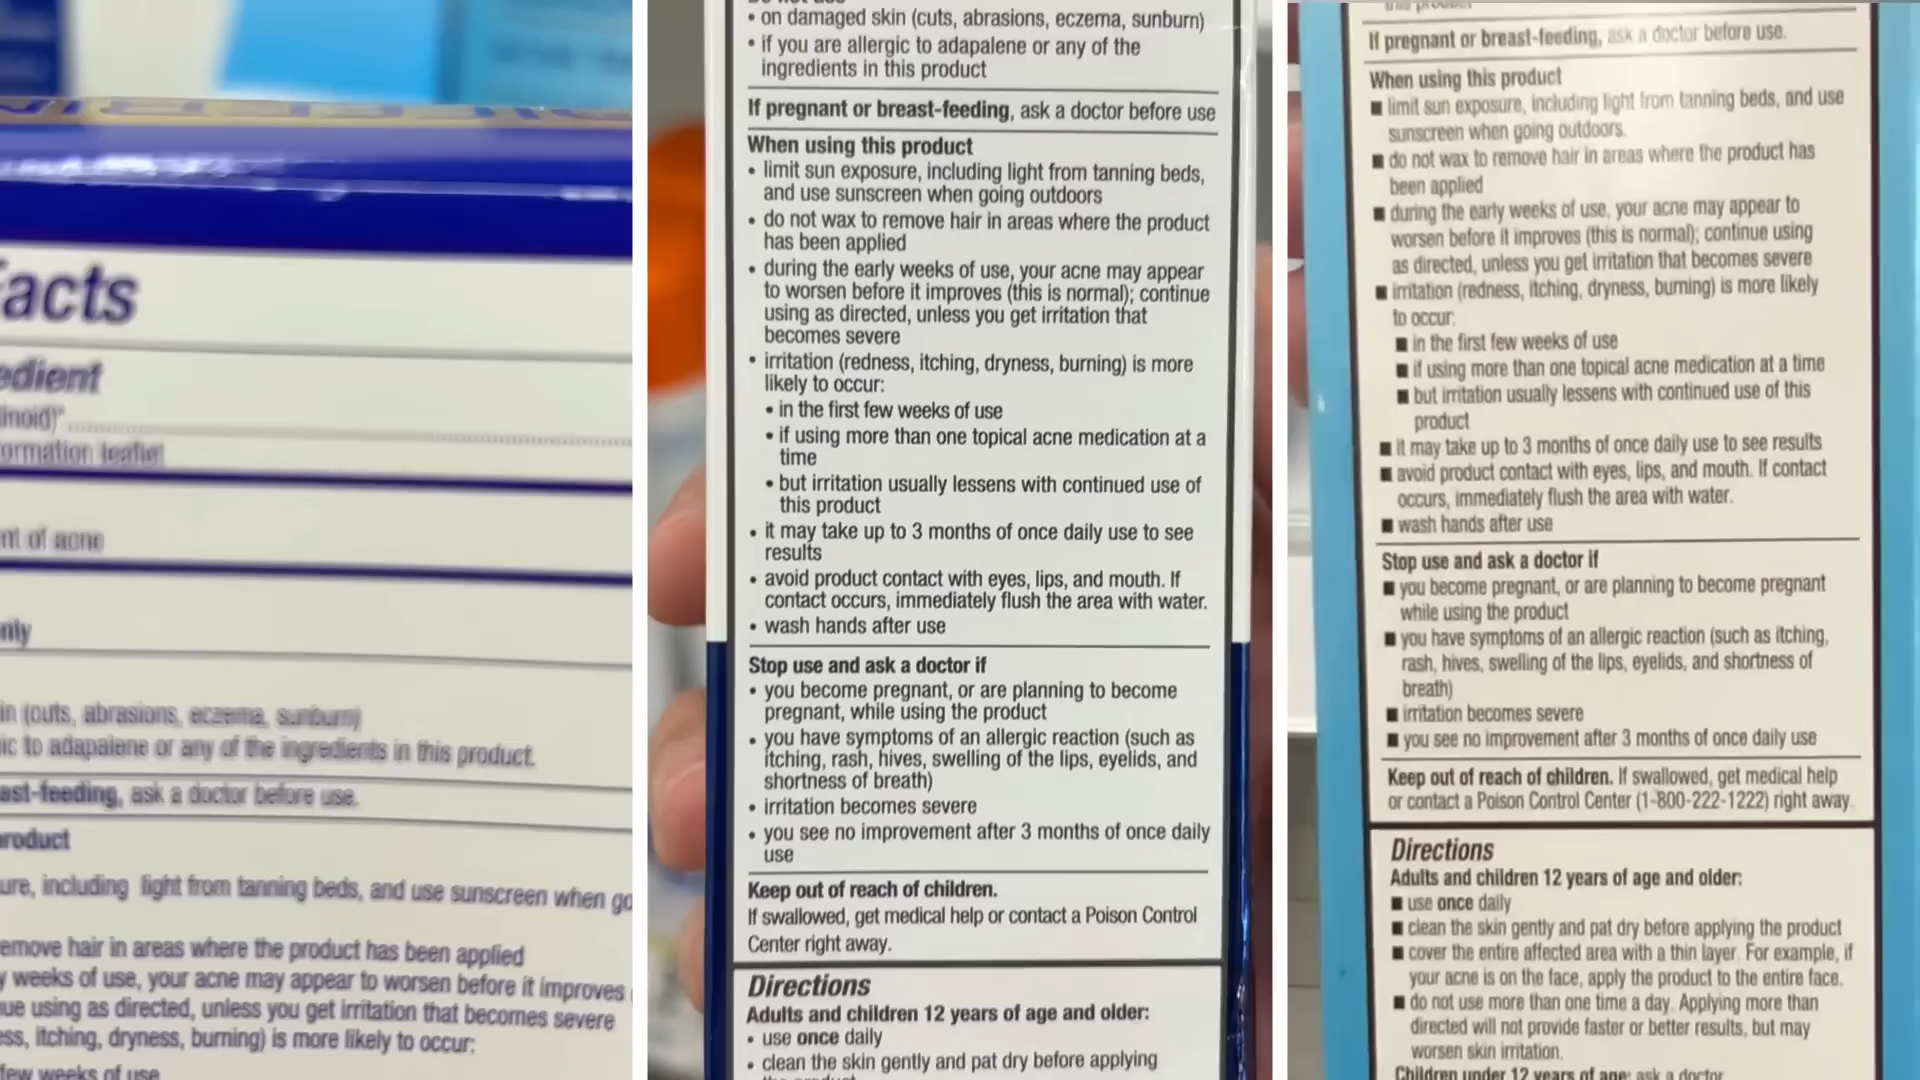 acts
edient
inoid)*
ormation leaflet
nt of acne
nly
in (cuts, abrasions, eczema, sunburn)
ic to adapalene or any of the ingredients in this product.
ast-feeding, ask a doctor before use.
product
ure, including light from tanning beds, and use sunscreen when go
emove hair in areas where the product has been applied
y weeks of use, your acne may appear to worsen before it improves
ue using as directed, unless you get irritation that becomes severe
ess, itching, dryness, burning) is more likely to occur:
few weeks of use
• on damaged skin (cuts, abrasions, eczema, sunburn)
• if you are allergic to adapalene or any of the
ingredients in this product
If pregnant or breast-feeding, ask a doctor before use
When using this product
• limit sun exposure, including light from tanning beds,
and use sunscreen when going outdoors
• do not wax to remove hair in areas where the product
has been applied
• during the early weeks of use, your acne may appear
to worsen before it improves (this is normal); continue
using as directed, unless you get irritation that
becomes severe
• irritation (redness, itching, dryness, burning) is more
likely to occur:
• in the first few weeks of use
• if using more than one topical acne medication at a
time
• but irritation usually lessens with continued use of
this product
• it may take up to 3 months of once daily use to see
results
• avoid product contact with eyes, lips, and mouth. If
contact occurs, immediately flush the area with water.
• wash hands after use
Stop use and ask a doctor if
• you become pregnant, or are planning to become
pregnant, while using the product
• you have symptoms of an allergic reaction (such as
itching, rash, hives, swelling of the lips, eyelids, and
shortness of breath)
• irritation becomes severe
• you see no improvement after 3 months of once daily
use
Keep out of reach of children.
If swallowed, get medical help or contact a Poison Control
Center right away.
Directions
Adults and children 12 years of age and older:
• use once daily
• clean the skin gently and pat dry before applying
this product
If pregnant or breast-feeding, ask a doctor before use.
When using this product
■ limit sun exposure, including light from tanning beds, and use
sunscreen when going outdoors.
■ do not wax to remove hair in areas where the product has
been applied
■ during the early weeks of use, your acne may appear to
worsen before it improves (this is normal); continue using
as directed, unless you get irritation that becomes severe
■ irritation (redness, itching, dryness, burning) is more likely
to occur:
■ in the first few weeks of use
■ if using more than one topical acne medication at a time
■ but irritation usually lessens with continued use of this
product
■ it may take up to 3 months of once daily use to see results
■ avoid product contact with eyes, lips, and mouth. If contact
occurs, immediately flush the area with water.
■ wash hands after use
Stop use and ask a doctor if
■ you become pregnant, or are planning to become pregnant
while using the product
■ you have symptoms of an allergic reaction (such as itching,
rash, hives, swelling of the lips, eyelids, and shortness of
breath)
■ irritation becomes severe
■ you see no improvement after 3 months of once daily use
Keep out of reach of children. If swallowed, get medical help
or contact a Poison Control Center (1-800-222-1222) right away.
Directions
Adults and children 12 years of age and older:
■ use once daily
■ clean the skin gently and pat dry before applying the product
■ cover the entire affected area with a thin layer. For example, if
your acne is on the face, apply the product to the entire face.
■ do not use more than one time a day. Applying more than
directed will not provide faster or better results, but may
worsen skin irritation.
Children under 12 years of age: ask a doctor